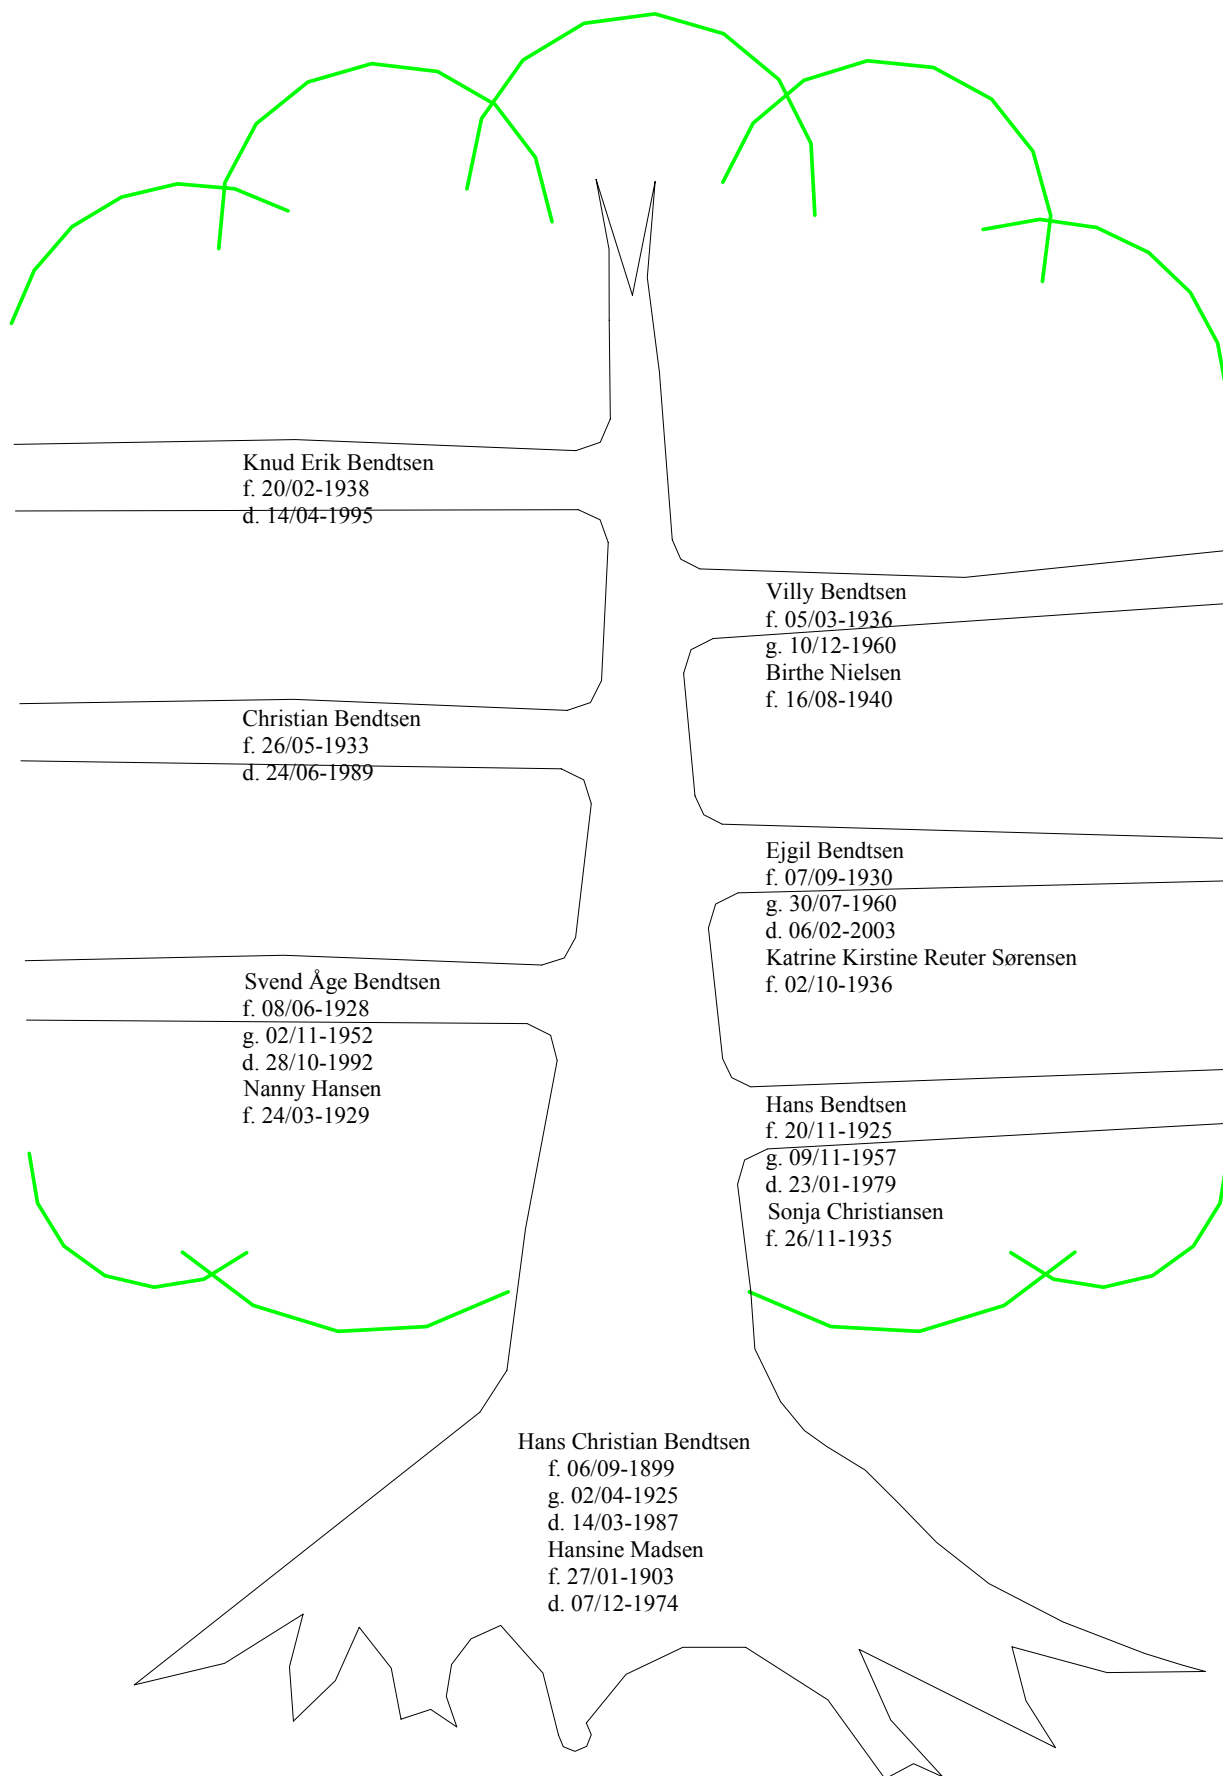 Knud Erik Bendtsen
f. 20/02-1938
d. 14/04-1995
Villy Bendtsen
f. 05/03-1936
g. 10/12-1960
Birthe Nielsen
f. 16/08-1940
Christian Bendtsen
f. 26/05-1933
d. 24/06-1989
Ejgil Bendtsen
f. 07/09-1930
g. 30/07-1960
d. 06/02-2003
Katrine Kirstine Reuter Sørensen
f. 02/10-1936
Svend Åge Bendtsen
f. 08/06-1928
g. 02/11-1952
d. 28/10-1992
Nanny Hansen
f. 24/03-1929
Hans Bendtsen
f. 20/11-1925
g. 09/11-1957
d. 23/01-1979
Sonja Christiansen
f. 26/11-1935
Hans Christian Bendtsen
f. 06/09-1899
g. 02/04-1925
d. 14/03-1987
Hansine Madsen
f. 27/01-1903
d. 07/12-1974